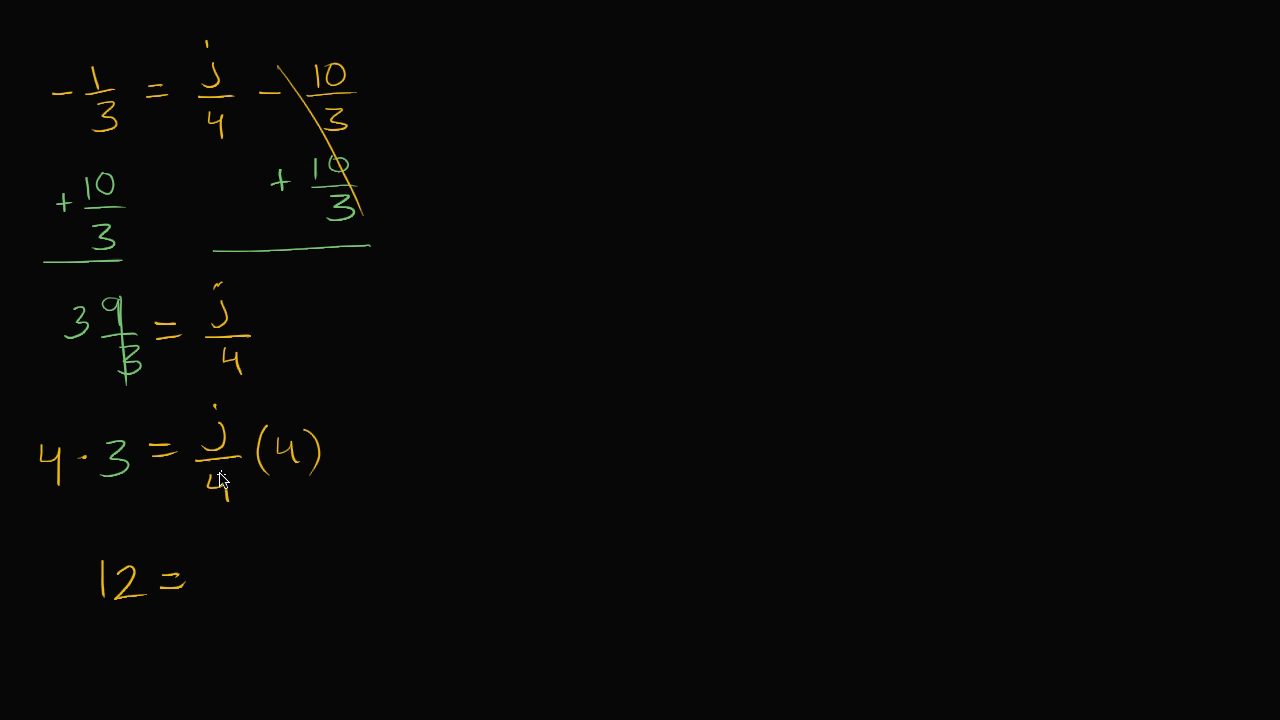 -1/3 = j/4 - 10/3
+10/3 + 10/3
3 9/3 = j/4
4 · 3 = j/4 (4)
12 =